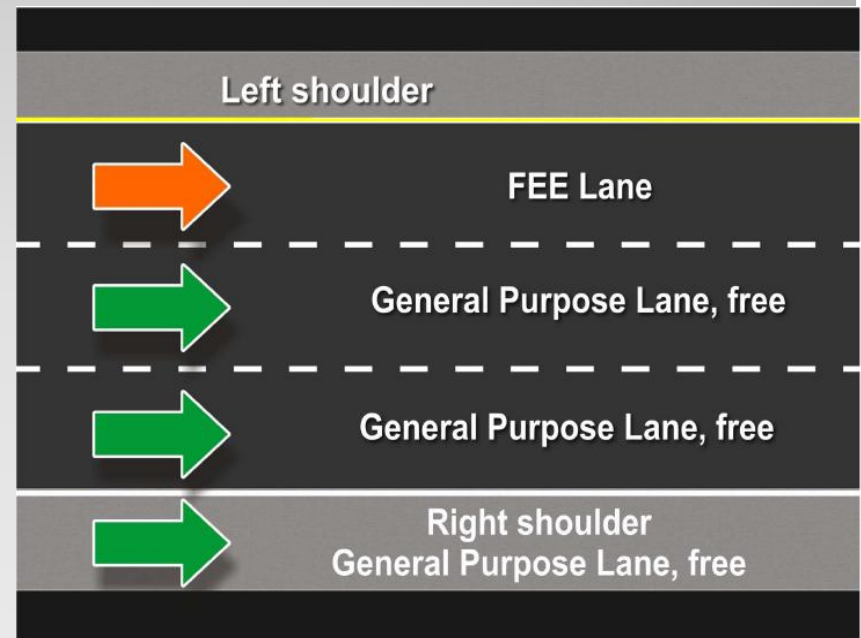 Left shoulder
FEE Lane
General Purpose Lane, free
General Purpose Lane, free
Right shoulder
General Purpose Lane, free